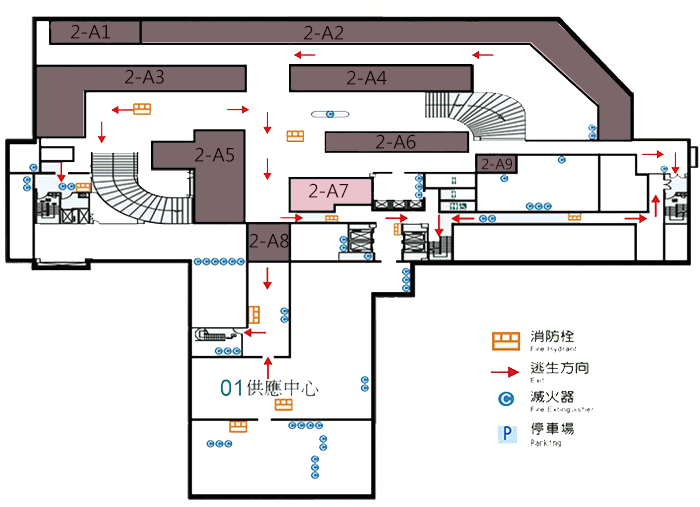 2-A1
2-A2
2-A3
2-A4
2-A5
2-A6
2-A7
2-A8
2-A9
01供應中心
消防栓
Fire Hydrant
逃生方向
Exit
滅火器
Fire Extinguisher
P
停車場
Parking